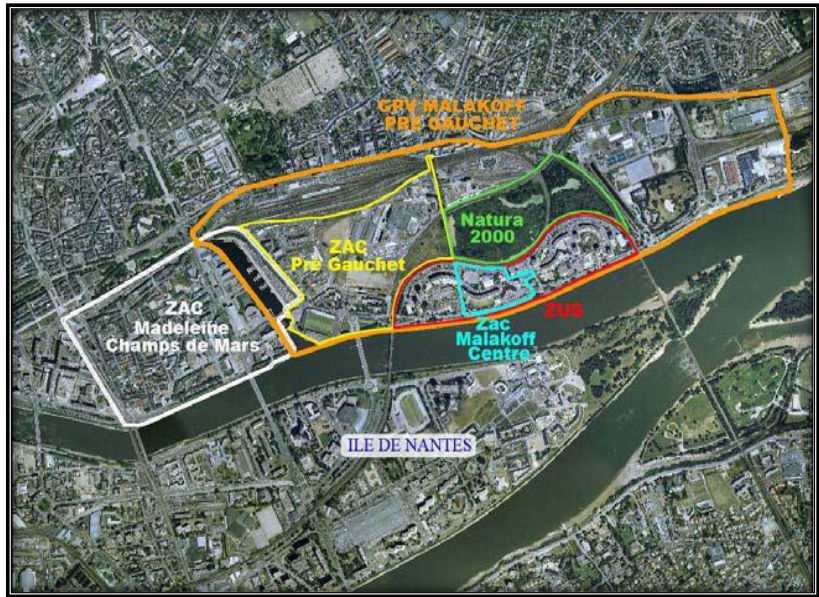 GPV MALAKOFF
PRE GAUCHET
Natura
2000
ZAC
Pré Gauchet
ZAC
Madeleine
Champs de Mars
ZUS
Zac
Malakoff
Centre
ILE DE NANTES